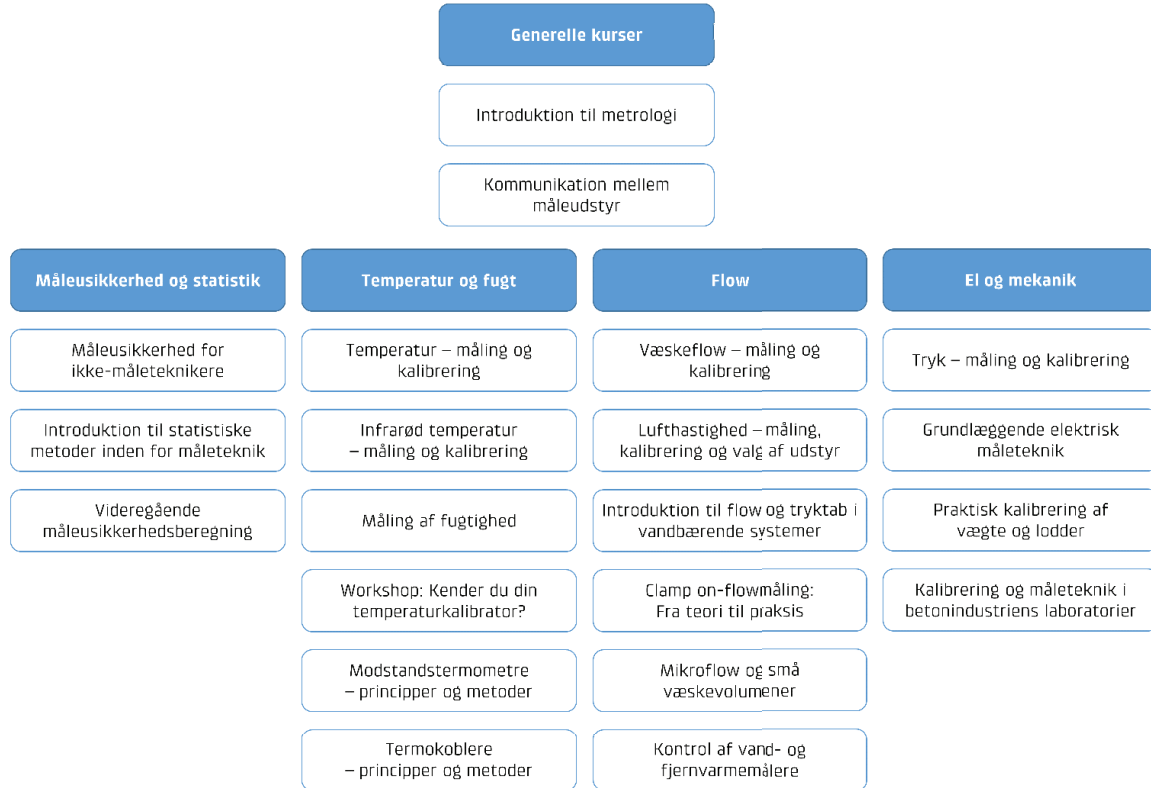 Generelle kurser
Introduktion til metrologi
Kommunikation mellem
måleudstyr
Måleusikkerhed og statistik
Måleusikkerhed for
ikke-måleteknikere
Introduktion til statistiske
metoder inden for måleteknik
Videregående
måleusikkerhedsberegning
Temperatur og fugt
Temperatur – måling og
kalibrering
Infrarød temperatur
– måling og kalibrering
Måling af fugtighed
Workshop: Kender du din
temperaturkalibrator?
Modstandstermometre
– principper og metoder
Termokoblere
– principper og metoder
Flow
Væskeflow – måling og
kalibrering
Lufthastighed – måling,
kalibrering og valg af udstyr
Introduktion til flow og tryktab i
vandbærende systemer
Clamp on-flowmåling:
Fra teori til praksis
Mikroflow og små
væskevolumener
Kontrol af vand- og
fjernvarmemålere
El og mekanik
Tryk – måling og kalibrering
Grundlæggende elektrisk
måleteknik
Praktisk kalibrering af
vægte og lodder
Kalibrering og måleteknik i
betonindustriens laboratorier